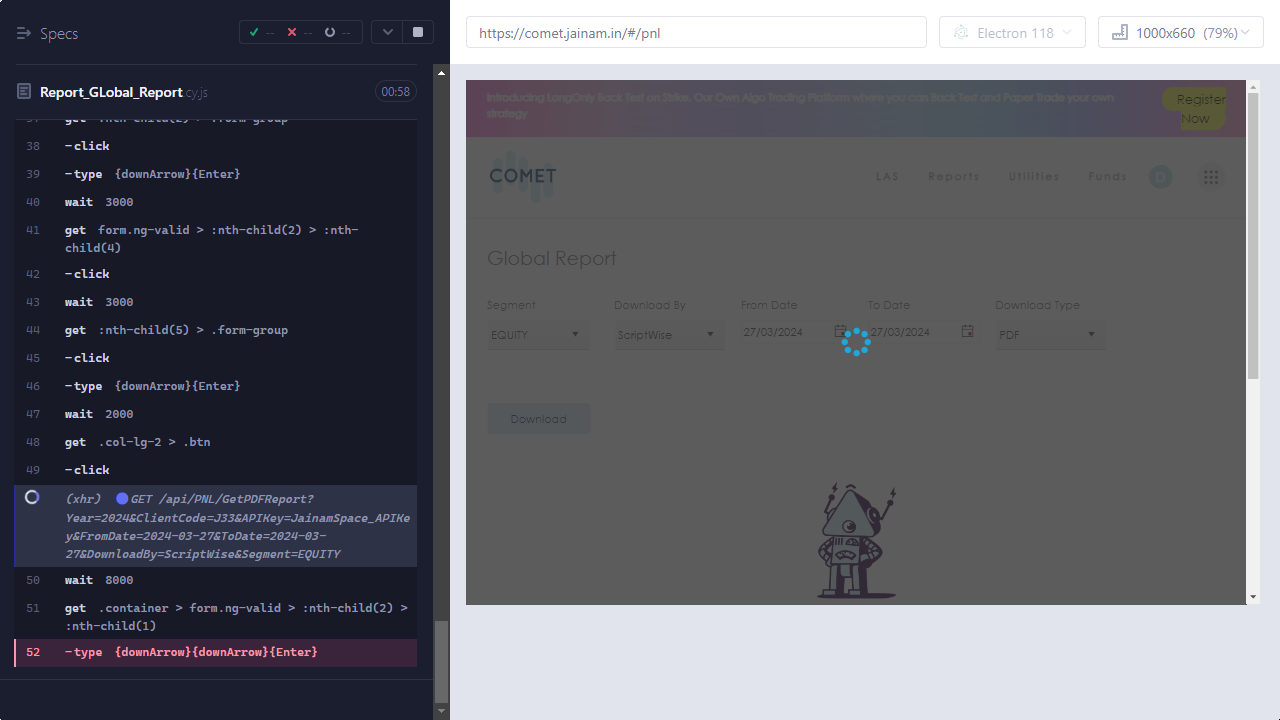 Specs
-- -- --
Report_GLobal_Report.cy.js
00:58
37 get :nth-child(2) > .form-group
38 -click
39 -type {downArrow}{Enter}
40 wait 3000
41 get form.ng-valid > :nth-child(2) > :nth-
child(4)
42 -click
43 wait 3000
44 get :nth-child(5) > .form-group
45 -click
46 -type {downArrow}{Enter}
47 wait 2000
48 get .col-lg-2 > .btn
49 -click
(xhr) GET /api/PNL/GetPDFReport?
Year=2024&ClientCode=J33&APIKey=JainamSpace_APIKe
y&FromDate=2024-03-27&ToDate=2024-03-
27&DownloadBy=ScriptWise&Segment=EQUITY
50 wait 8000
51 get .container > form.ng-valid > :nth-child(2) >
:nth-child(1)
52 -type {downArrow}{downArrow}{Enter}
https://comet.jainam.in/#/pnl
Electron 118
1000x660 (79%)
Introducing LongOnly Back Test on Strike, Our Own Algo Trading Platform where you can Back Test and Paper Trade your own
strategy
Register
Now
COMET
LAS Reports Utilities Funds D
Global Report
Segment Download By From Date To Date Download Type
EQUITY ScriptWise 27/03/2024 27/03/2024 PDF
Download